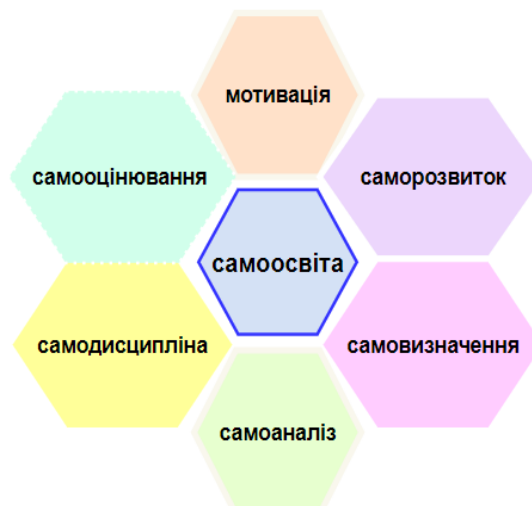 мотивація
самооцінювання
саморозвиток
самоосвіта
самодисципліна
самовизначення
самоаналіз